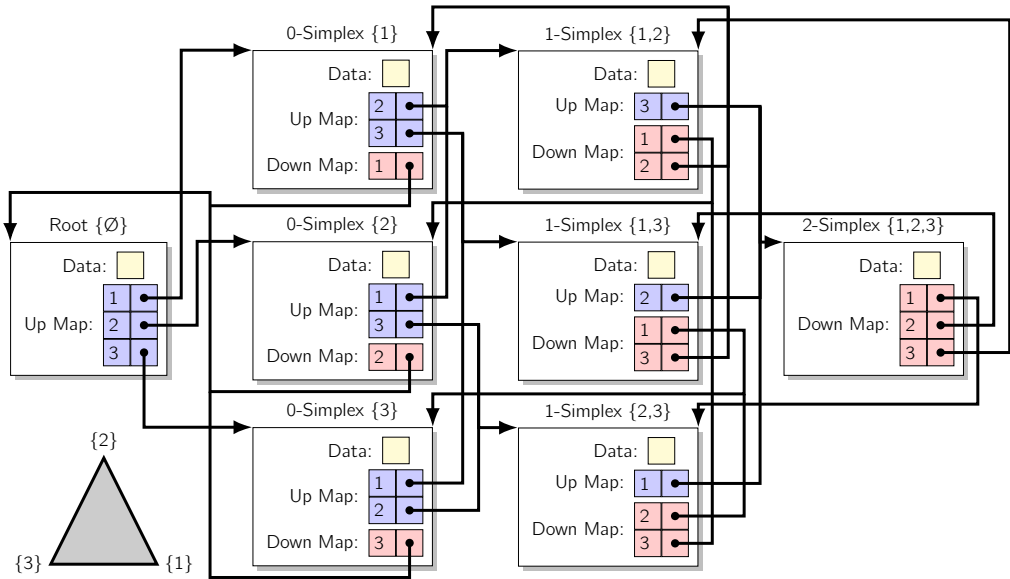 0-Simplex {1}
Data:
Up Map:
2
3
Down Map:
1
1-Simplex {1,2}
Data:
Up Map:
3
Down Map:
1
2
Root {Ø}
Data:
Up Map:
1
2
3
0-Simplex {2}
Data:
Up Map:
1
3
Down Map:
2
1-Simplex {1,3}
Data:
Up Map:
2
Down Map:
1
3
2-Simplex {1,2,3}
Data:
Down Map:
1
2
3
0-Simplex {3}
Data:
Up Map:
1
2
Down Map:
3
1-Simplex {2,3}
Data:
Up Map:
1
Down Map:
2
3
{2}
{3}
{1}